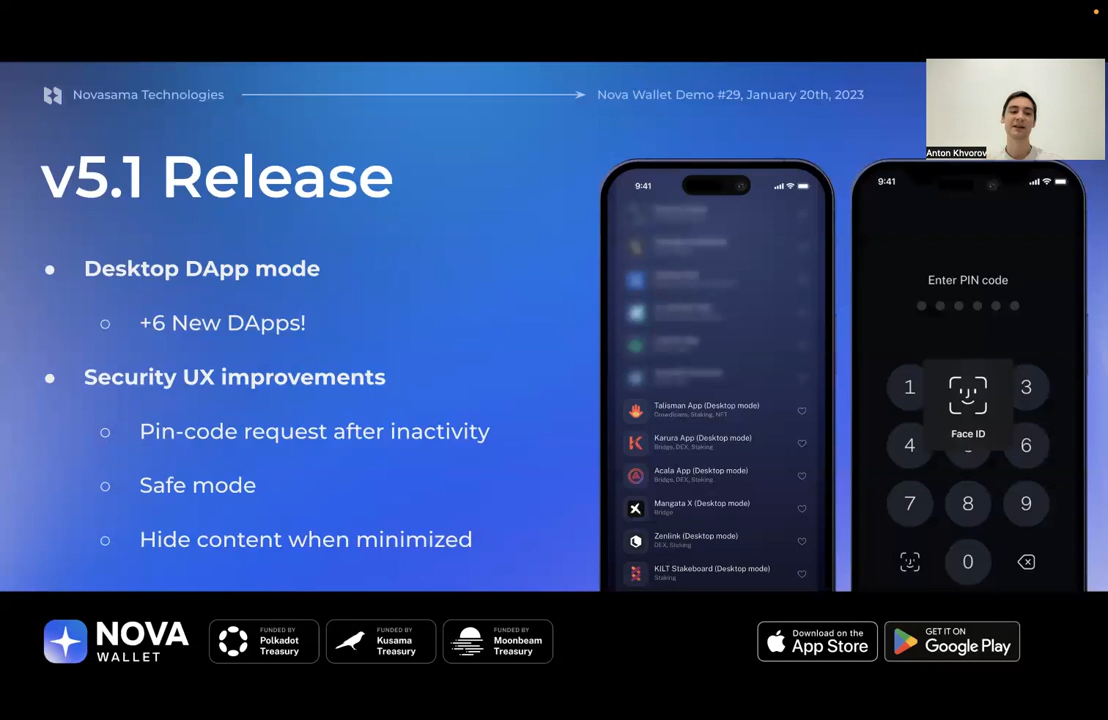 Novasama Technologies
Nova Wallet Demo #29, January 20th, 2023
Anton Khvorov
v5.1 Release
Desktop DApp mode
+6 New DApps!
Security UX improvements
Pin-code request after inactivity
Safe mode
Hide content when minimized
9:41
Talisman App (Desktop mode)
Crowdloans, Staking, NFT
Karura App (Desktop mode)
Bridge, DEX, Staking
Acala App (Desktop mode)
Bridge, DEX, Staking
Mangata X (Desktop mode)
Bridge
Zenlink (Desktop mode)
DEX, Staking
KILT Stakeboard (Desktop mode)
Staking
9:41
Enter PIN code
1 3
Face ID
4 6
7 8 9
0
NOVA
WALLET
FUNDED BY
Polkadot
Treasury
FUNDED BY
Kusama
Treasury
FUNDED BY
Moonbeam
Treasury
Download on the
App Store
GET IT ON
Google Play